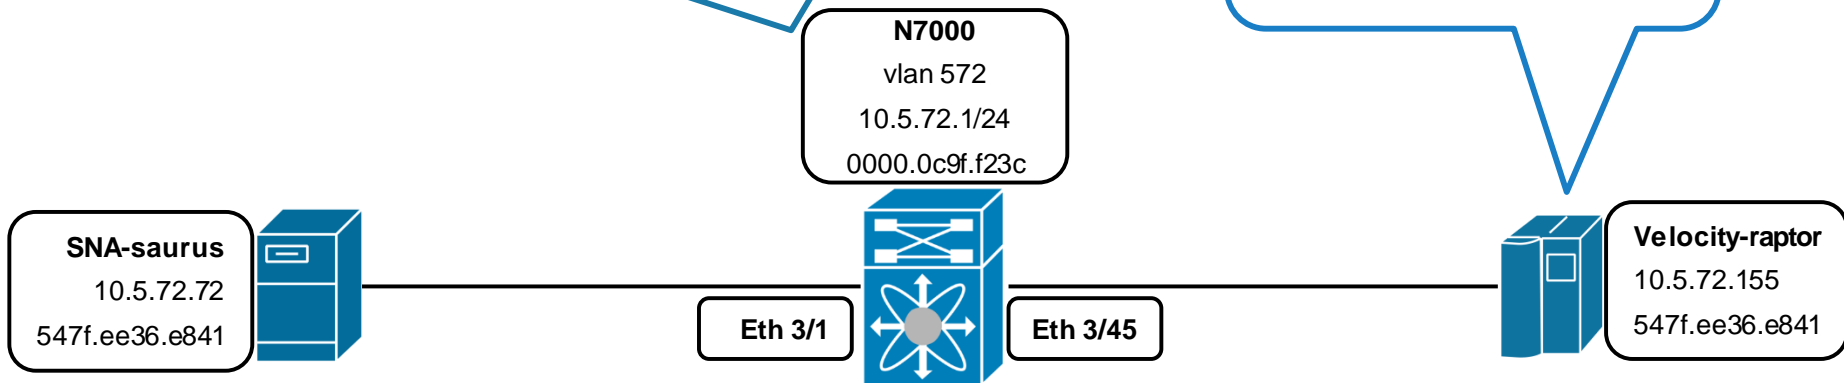 N7000
vlan 572
10.5.72.1/24
0000.0c9f.f23c
SNA-saurus
10.5.72.72
547f.ee36.e841
Eth 3/1
Eth 3/45
Velocity-raptor
10.5.72.155
547f.ee36.e841